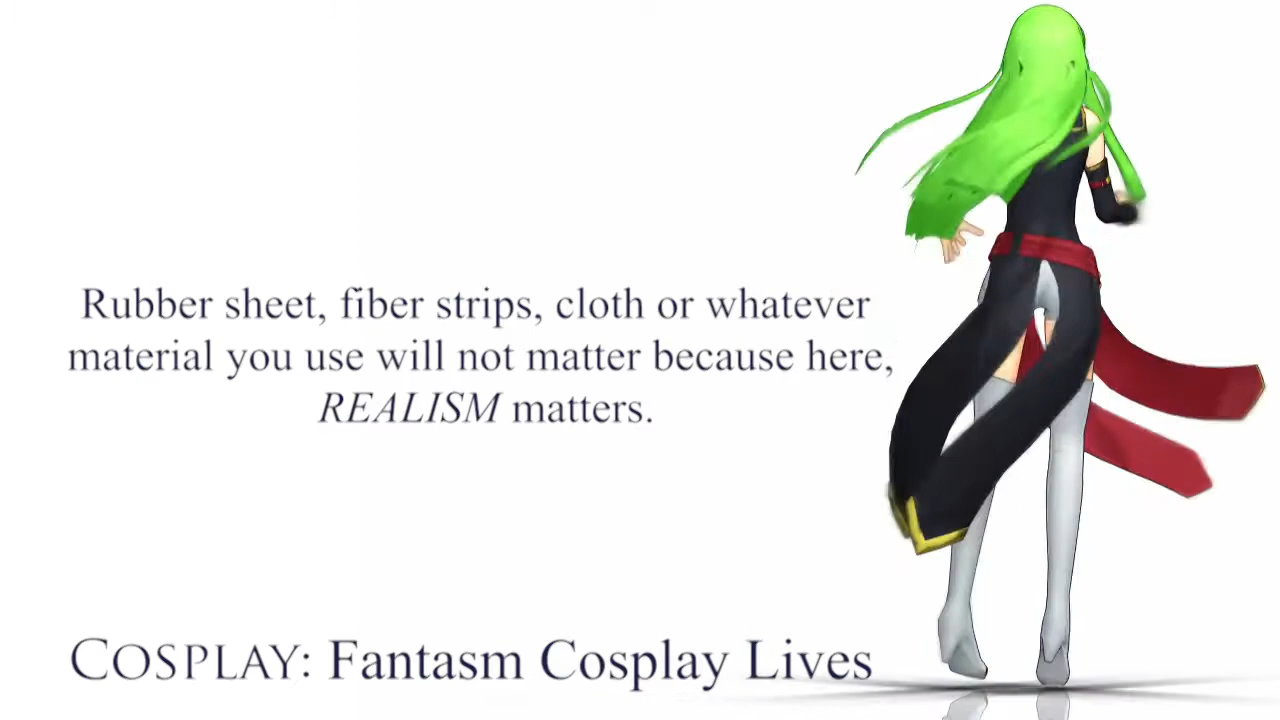 Rubber sheet, fiber strips, cloth or whatever
material you use will not matter because here,
REALISM matters.
COSPLAY: Fantasm Cosplay Lives